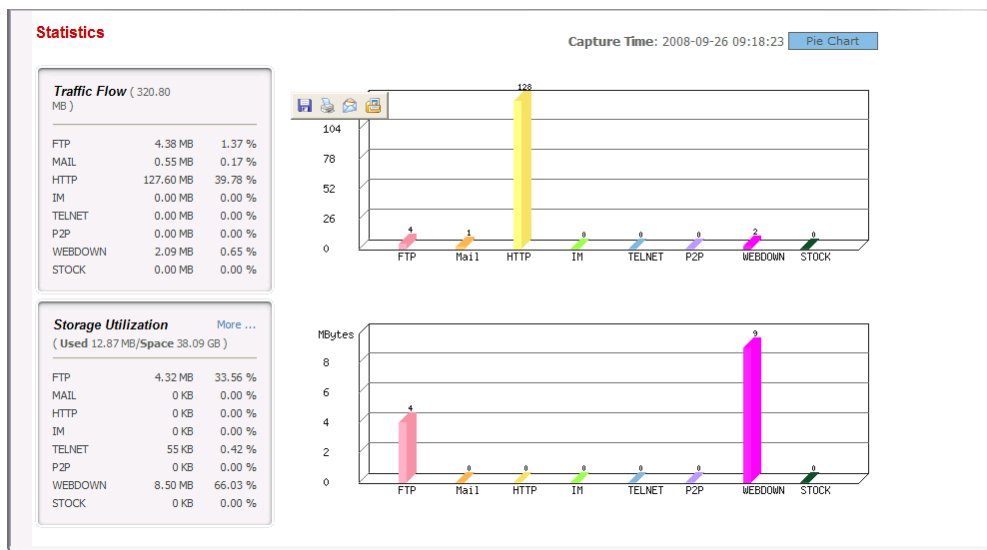 Statistics
Capture Time: 2008-09-26 09:18:23 Pie Chart
Traffic Flow ( 320.80
MB )
FTP 4.38 MB 1.37 %
MAIL 0.55 MB 0.17 %
HTTP 127.60 MB 39.78 %
IM 0.00 MB 0.00 %
TELNET 0.00 MB 0.00 %
P2P 0.00 MB 0.00 %
WEBDOWN 2.09 MB 0.65 %
STOCK 0.00 MB 0.00 %
128
104
78
52
26
0
4 1 0 0 0 2 0
FTP Mail HTTP IM TELNET P2P WEBDOWN STOCK
Storage Utilization More ...
( Used 12.87 MB/Space 38.09 GB )
FTP 4.32 MB 33.56 %
MAIL 0 KB 0.00 %
HTTP 0 KB 0.00 %
IM 0 KB 0.00 %
TELNET 55 KB 0.42 %
P2P 0 KB 0.00 %
WEBDOWN 8.50 MB 66.03 %
STOCK 0 KB 0.00 %
MBytes
9
8
6
4
2
0
4 0 0 0 0 0 0
FTP Mail HTTP IM TELNET P2P WEBDOWN STOCK